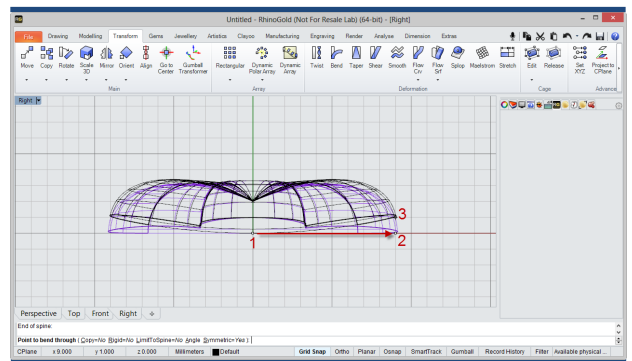 RG Untitled - RhinoGold (Not For Resale Lab) (64-bit) - [Right]
File Drawing Modelling Transform Gems Jewellery Artistics Clayoo Manufacturing Engraving Render Analyse Dimension Extras
Move Copy Rotate Scale 3D Mirror Orient Align Go to Center Gumball Transformer Rectangular Dynamic Polar Array Dynamic Array Twist Bend Taper Shear Smooth Flow Crv Flow Srf Splop Maelstrom Stretch Edit Release Set XYZ Project to CPlane
Main Array Deformation Cage Advance
Right
3
1
2
Perspective Top Front Right
End of spine:
Point to bend through ( Copy=No Rigid=No LimitToSpine=No Angle Symmetric=Yes )
CPlane x 9.000 y 1.000 z 0.000 Millimeters Default Grid Snap Ortho Planar Osnap SmartTrack Gumball Record History Filter Available physical ...